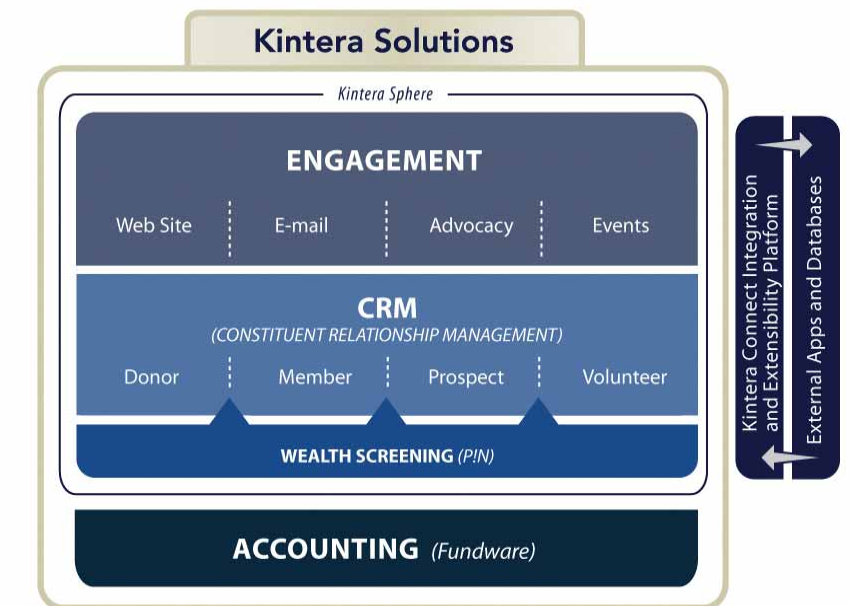 Kintera Solutions
Kintera Sphere
ENGAGEMENT
Web Site E-mail Advocacy Events
CRM
(CONSTITUENT RELATIONSHIP MANAGEMENT)
Donor Member Prospect Volunteer
WEALTH SCREENING (P!N)
ACCOUNTING (Fundware)
Kintera Connect Integration
and Extensibility Platform
External Apps and Databases